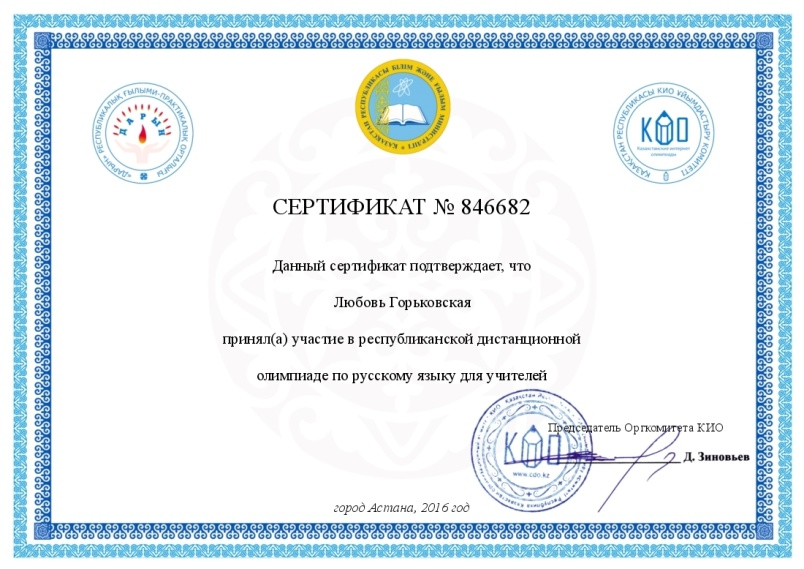 ҚАЗАҚСТАН РЕСПУБЛИКАСЫ БІЛІМ ЖӘНЕ ҒЫЛЫМ МИНИСТРЛІГІ
«ДАРЫН» РЕСПУБЛИКАЛЫҚ ҒЫЛЫМИ-ПРАКТИКАЛЫҚ ОРТАЛЫҒЫ
ДАРЫН
ҚАЗАҚСТАН РЕСПУБЛИКАСЫ КИО ҰЙЫМДАСТЫРУ КОМИТЕТІ
КИО
Казахстанские интернет
олимпиады
СЕРТИФИКАТ № 846682
Данный сертификат подтверждает, что
Любовь Горьковская
принял(а) участие в республиканской дистанционной
олимпиаде по русскому языку для учителей
Председатель Оргкомитета КИО
Д. Зиновьев
КИО
www.cdo.kz
город Астана, 2016 год